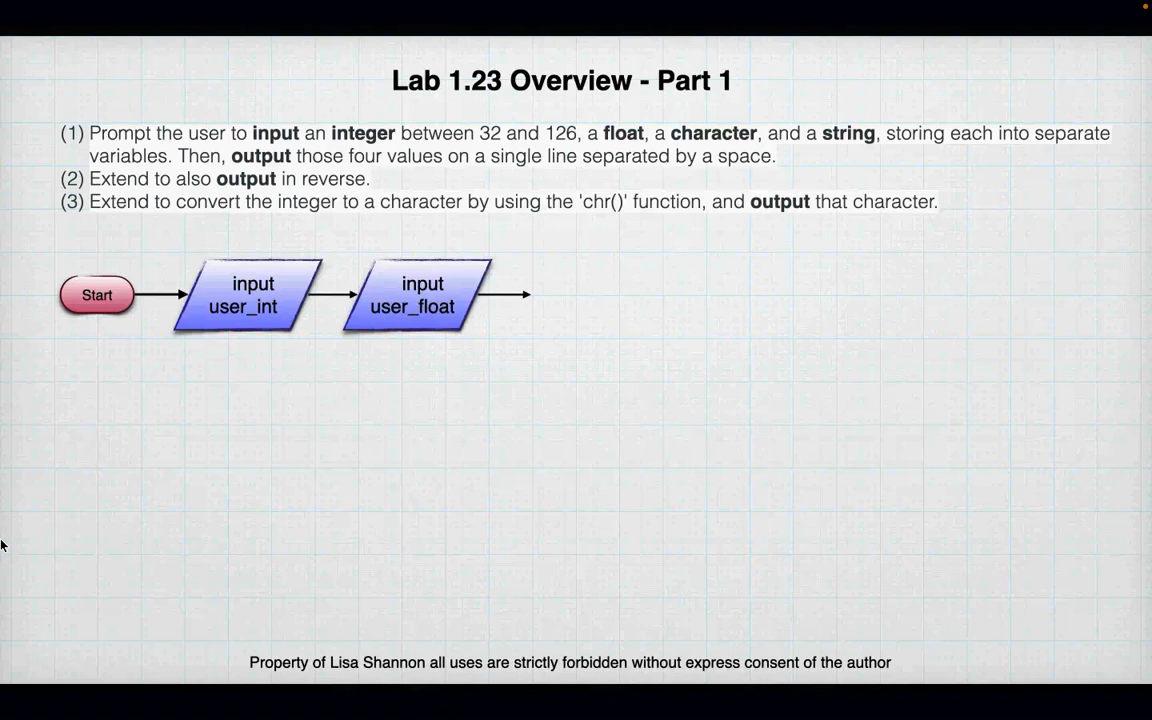 Lab 1.23 Overview - Part 1
(1) Prompt the user to input an integer between 32 and 126, a float, a character, and a string, storing each into separate
variables. Then, output those four values on a single line separated by a space.
(2) Extend to also output in reverse.
(3) Extend to convert the integer to a character by using the 'chr()' function, and output that character.
Start
input
user_int
input
user_float
Property of Lisa Shannon all uses are strictly forbidden without express consent of the author